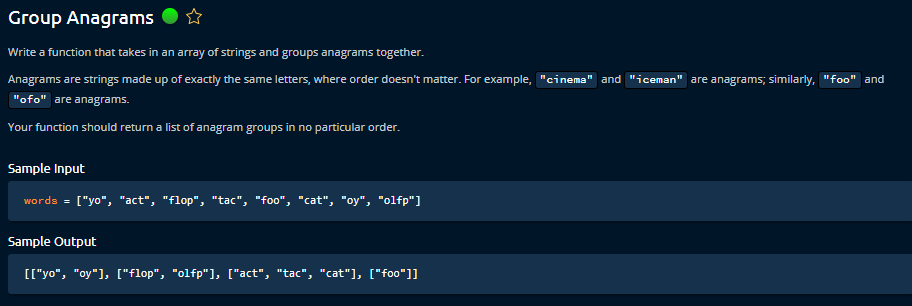 Group Anagrams
Write a function that takes in an array of strings and groups anagrams together.
Anagrams are strings made up of exactly the same letters, where order doesn't matter. For example, "cinema" and "iceman" are anagrams; similarly, "foo" and
"ofo" are anagrams.
Your function should return a list of anagram groups in no particular order.
Sample Input
words = ["yo", "act", "flop", "tac", "foo", "cat", "oy", "olfp"]
Sample Output
[["yo", "oy"], ["flop", "olfp"], ["act", "tac", "cat"], ["foo"]]